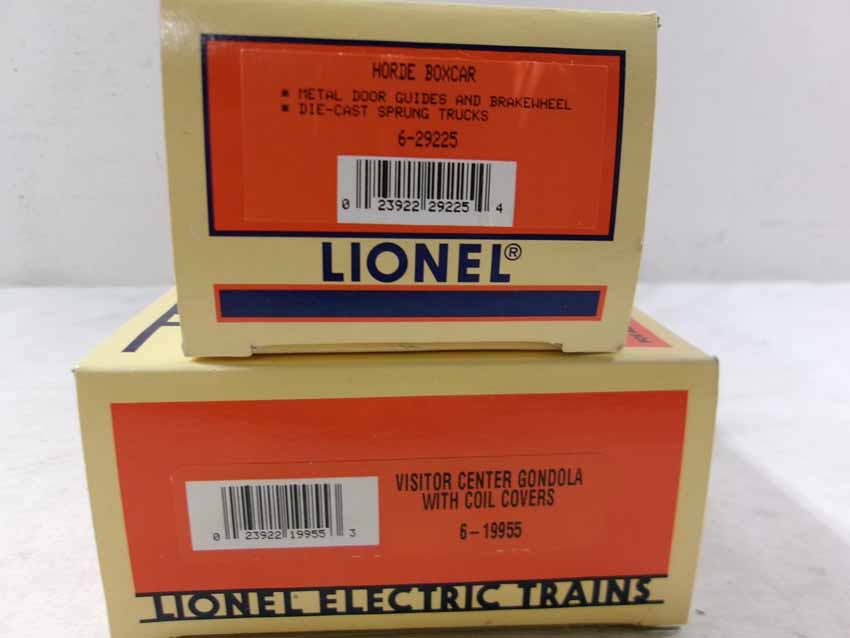 HORDE BOXCAR
▪ METAL DOOR GUIDES AND BRAKEWHEEL
▪ DIE-CAST SPRUNG TRUCKS
6-29225
0 23922 29225 4
LIONEL®
VISITOR CENTER GONDOLA
WITH COIL COVERS
6-19955
0 23922 19955 3
LIONEL ELECTRIC TRAINS